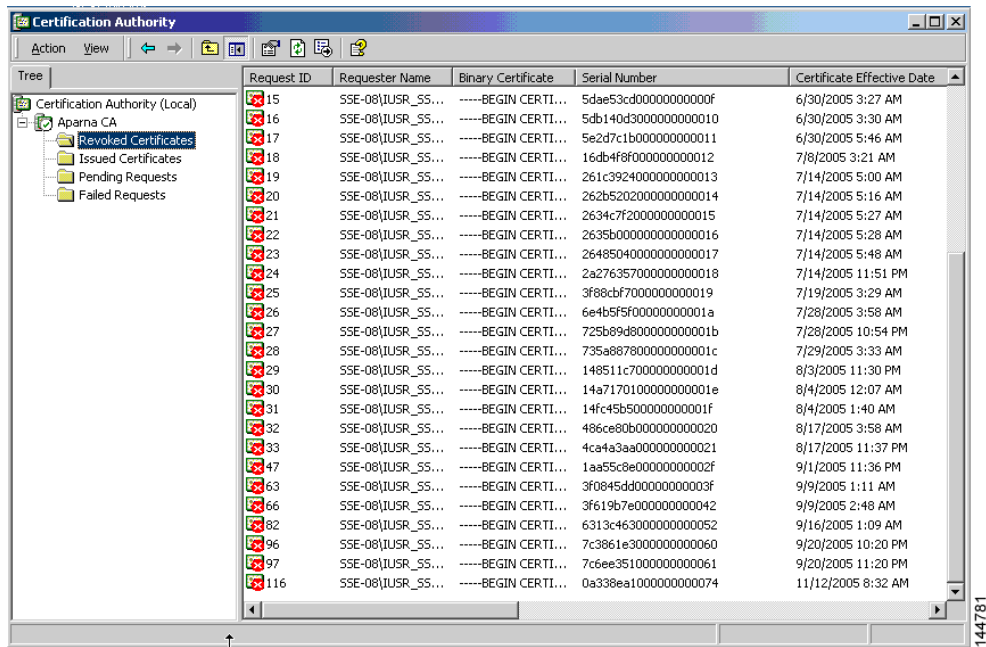 Certification Authority
Action View
Tree
Request ID Requester Name Binary Certificate Serial Number Certificate Effective Date
Certification Authority (Local)
Aparna CA
Revoked Certificates
Issued Certificates
Pending Requests
Failed Requests
15 SSE-08\IUSR_SS... -----BEGIN CERTI... 5dae53cd00000000000f 6/30/2005 3:27 AM
16 SSE-08\IUSR_SS... -----BEGIN CERTI... 5db140d3000000000010 6/30/2005 3:30 AM
17 SSE-08\IUSR_SS... -----BEGIN CERTI... 5e2d7c1b000000000011 6/30/2005 5:46 AM
18 SSE-08\IUSR_SS... -----BEGIN CERTI... 16db4f8f000000000012 7/8/2005 3:21 AM
19 SSE-08\IUSR_SS... -----BEGIN CERTI... 261c3924000000000013 7/14/2005 5:00 AM
20 SSE-08\IUSR_SS... -----BEGIN CERTI... 262b5202000000000014 7/14/2005 5:16 AM
21 SSE-08\IUSR_SS... -----BEGIN CERTI... 2634c7f2000000000015 7/14/2005 5:27 AM
22 SSE-08\IUSR_SS... -----BEGIN CERTI... 2635b000000000000016 7/14/2005 5:28 AM
23 SSE-08\IUSR_SS... -----BEGIN CERTI... 26485040000000000017 7/14/2005 5:48 AM
24 SSE-08\IUSR_SS... -----BEGIN CERTI... 2a276357000000000018 7/14/2005 11:51 PM
25 SSE-08\IUSR_SS... -----BEGIN CERTI... 3f88cbf7000000000019 7/19/2005 3:29 AM
26 SSE-08\IUSR_SS... -----BEGIN CERTI... 6e4b5f5f00000000001a 7/28/2005 3:58 AM
27 SSE-08\IUSR_SS... -----BEGIN CERTI... 725b89d800000000001b 7/28/2005 10:54 PM
28 SSE-08\IUSR_SS... -----BEGIN CERTI... 735a887800000000001c 7/29/2005 3:33 AM
29 SSE-08\IUSR_SS... -----BEGIN CERTI... 148511c700000000001d 8/3/2005 11:30 PM
30 SSE-08\IUSR_SS... -----BEGIN CERTI... 14a7170100000000001e 8/4/2005 12:07 AM
31 SSE-08\IUSR_SS... -----BEGIN CERTI... 14fc45b500000000001f 8/4/2005 1:40 AM
32 SSE-08\IUSR_SS... -----BEGIN CERTI... 486ce80b000000000020 8/17/2005 3:58 AM
33 SSE-08\IUSR_SS... -----BEGIN CERTI... 4ca4a3aa000000000021 8/17/2005 11:37 PM
47 SSE-08\IUSR_SS... -----BEGIN CERTI... 1aa55c8e00000000002f 9/1/2005 11:36 PM
63 SSE-08\IUSR_SS... -----BEGIN CERTI... 3f0845dd00000000003f 9/9/2005 1:11 AM
66 SSE-08\IUSR_SS... -----BEGIN CERTI... 3f619b7e000000000042 9/9/2005 2:48 AM
82 SSE-08\IUSR_SS... -----BEGIN CERTI... 6313c463000000000052 9/16/2005 1:09 AM
96 SSE-08\IUSR_SS... -----BEGIN CERTI... 7c3861e3000000000060 9/20/2005 10:20 PM
97 SSE-08\IUSR_SS... -----BEGIN CERTI... 7c6ee351000000000061 9/20/2005 11:20 PM
116 SSE-08\IUSR_SS... -----BEGIN CERTI... 0a338ea1000000000074 11/12/2005 8:32 AM
144781